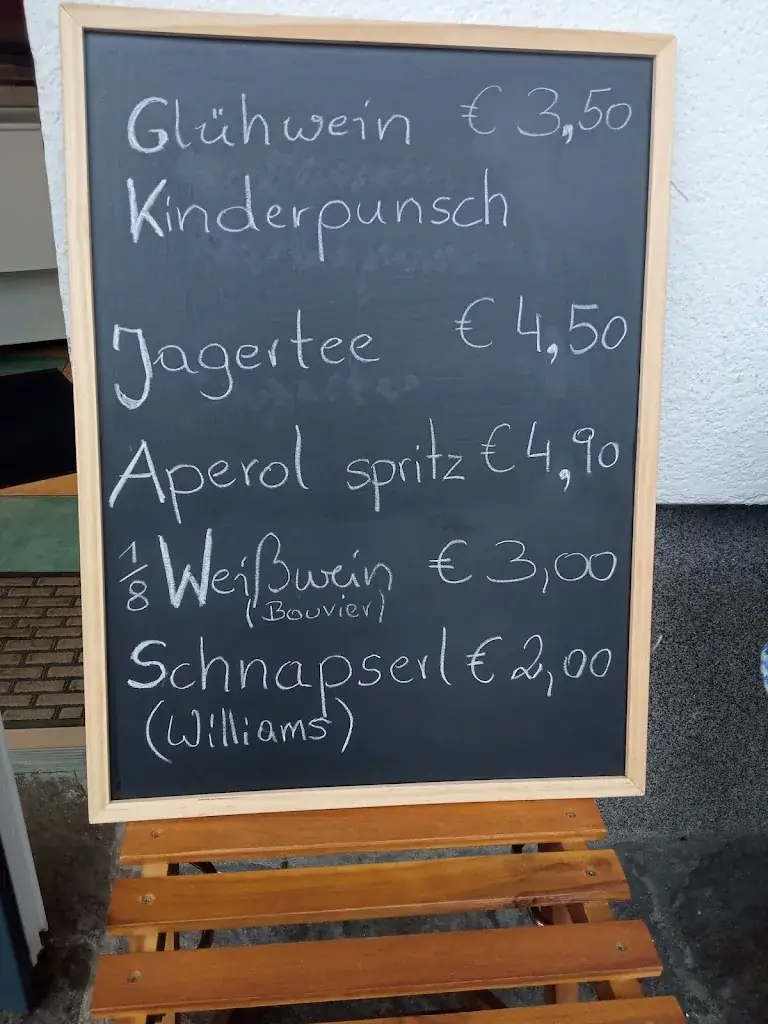 Glühwein € 3,50
Kinderpunsch
Jagertee € 4,50
Aperol spritz € 4,90
1/8 Weißwein € 3,00
(Bouvier)
Schnapserl € 2,00
(Williams)